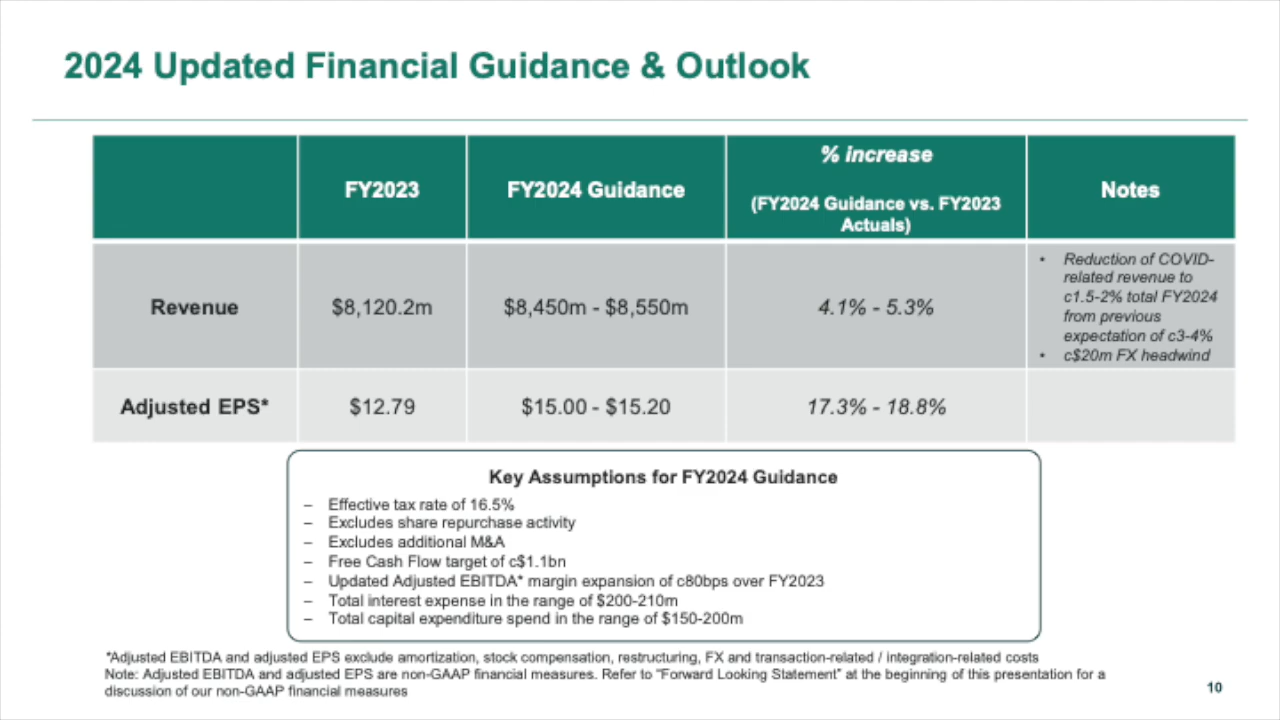 2024 Updated Financial Guidance & Outlook
FY2023
FY2024 Guidance
% increase
(FY2024 Guidance vs. FY2023
Actuals)
Notes
Revenue
$8,120.2m
$8,450m - $8,550m
4.1% - 5.3%
• Reduction of COVID-
related revenue to
c1.5-2% total FY2024
from previous
expectation of c3-4%
• c$20m FX headwind
Adjusted EPS*
$12.79
$15.00 - $15.20
17.3% - 18.8%
Key Assumptions for FY2024 Guidance
– Effective tax rate of 16.5%
– Excludes share repurchase activity
– Excludes additional M&A
– Free Cash Flow target of c$1.1bn
– Updated Adjusted EBITDA* margin expansion of c80bps over FY2023
– Total interest expense in the range of $200-210m
– Total capital expenditure spend in the range of $150-200m
*Adjusted EBITDA and adjusted EPS exclude amortization, stock compensation, restructuring, FX and transaction-related / integration-related costs
Note: Adjusted EBITDA and adjusted EPS are non-GAAP financial measures. Refer to “Forward Looking Statement” at the beginning of this presentation for a
discussion of our non-GAAP financial measures
10